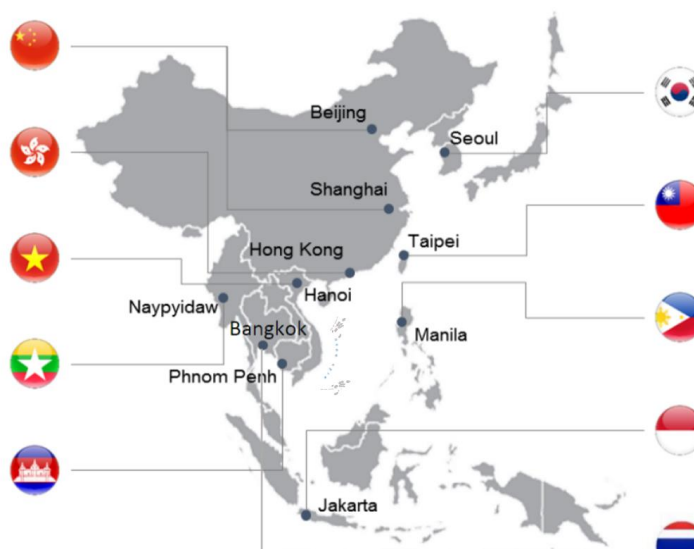 Beijing
Seoul
Shanghai
Taipei
Hong Kong
Hanoi
Naypyidaw
Bangkok
Manila
Phnom Penh
Jakarta